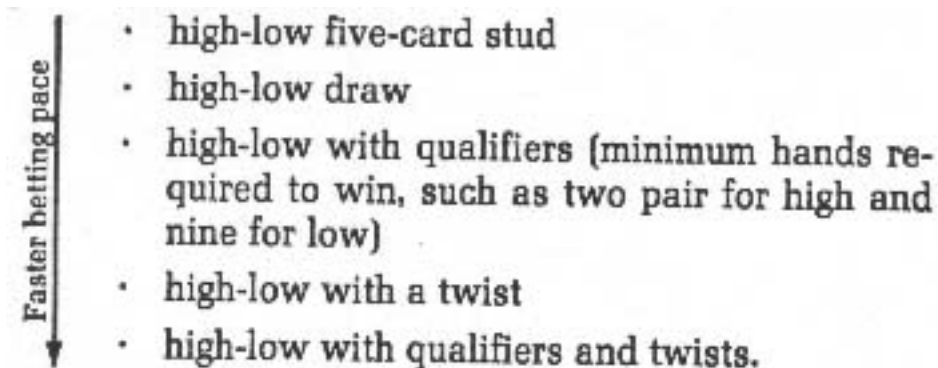 Faster betting pace
· high-low five-card stud
· high-low draw
· high-low with qualifiers (minimum hands re-
quired to win, such as two pair for high and
nine for low)
· high-low with a twist
· high-low with qualifiers and twists.